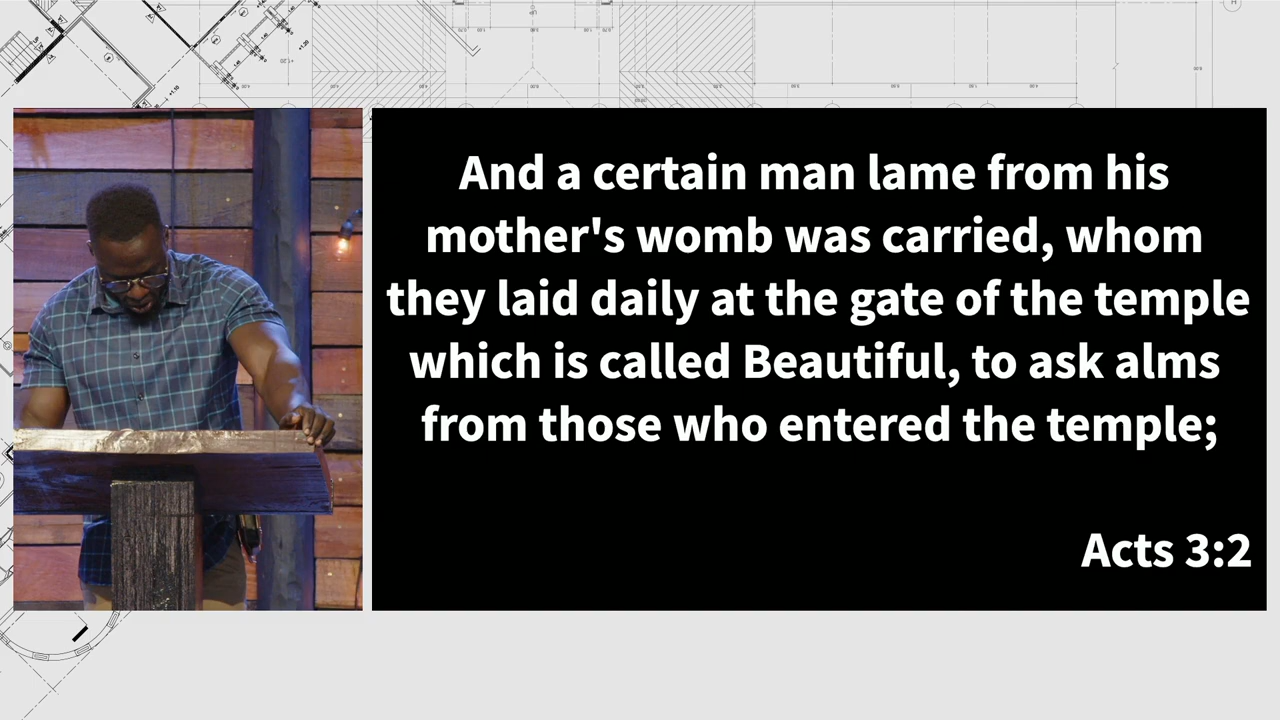 And a certain man lame from his
mother's womb was carried, whom
they laid daily at the gate of the temple
which is called Beautiful, to ask alms
from those who entered the temple;
Acts 3:2